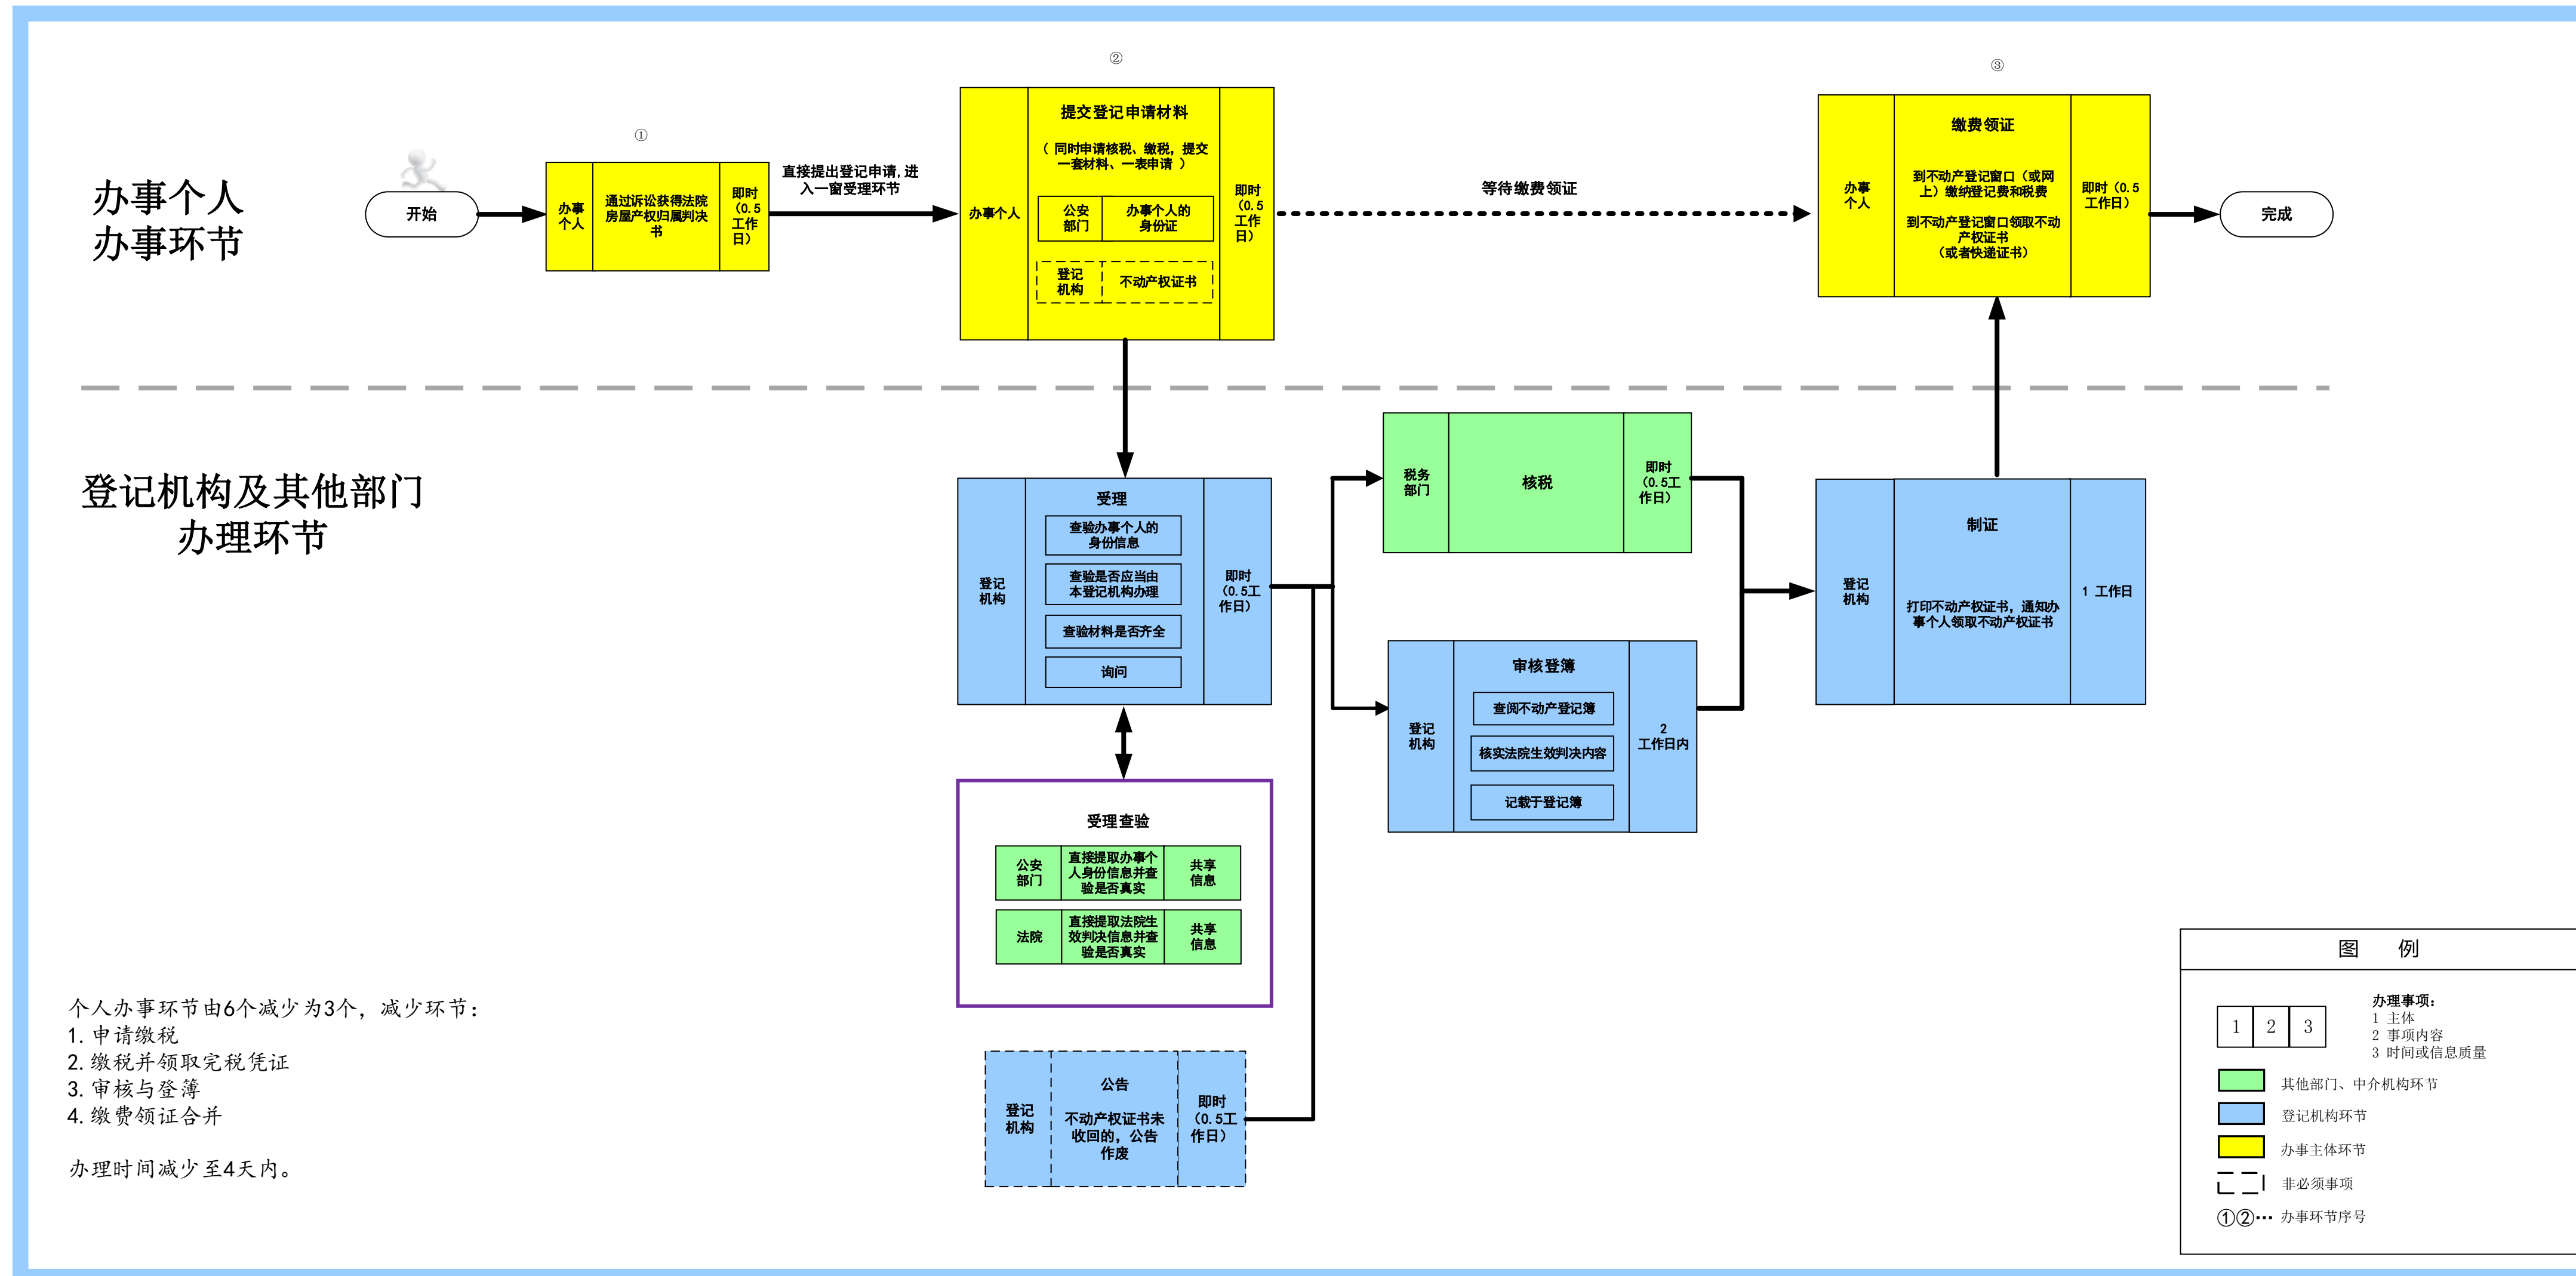 ②
③
①
办事个人
办事环节
开始
办事
个人
通过诉讼获得法院
房屋产权归属判决
书
即时
（0.5
工作
日）
直接提出登记申请,进
入一窗受理环节
办事个人
提交登记申请材料
（ 同时申请核税、缴税，提交
一套材料、一表申请 ）
公安
部门
办事个人的
身份证
登记
机构
不动产权证书
即时
（0.5
工作
日）
等待缴费领证
办事
个人
缴费领证
到不动产登记窗口（或网
上）缴纳登记费和税费
到不动产登记窗口领取不动
产权证书
（或者快递证书）
即时（0.5
工作日）
完成
登记机构及其他部门
办理环节
登记
机构
受理
查验办事个人的
身份信息
查验是否应当由
本登记机构办理
查验材料是否齐全
询问
即时
（0.5工
作日）
税务
部门
核税
即时
（0.5工
作日）
登记
机构
审核登簿
查阅不动产登记簿
核实法院生效判决内容
记载于登记簿
2
工作日内
登记
机构
制证
打印不动产权证书，通知办
事个人领取不动产权证书
1 工作日
受理查验
公安
部门
直接提取办事个
人身份信息并查
验是否真实
共享
信息
法院
直接提取法院生
效判决信息并查
验是否真实
共享
信息
登记
机构
公告
不动产权证书未
收回的，公告
作废
即时
（0.5工
作日）
个人办事环节由6个减少为3个，减少环节：
1.申请缴税
2.缴税并领取完税凭证
3.审核与登簿
4.缴费领证合并
办理时间减少至4天内。
图 例
1 2 3
办理事项：
1 主体
2 事项内容
3 时间或信息质量
其他部门、中介机构环节
登记机构环节
办事主体环节
非必须事项
①②… 办事环节序号